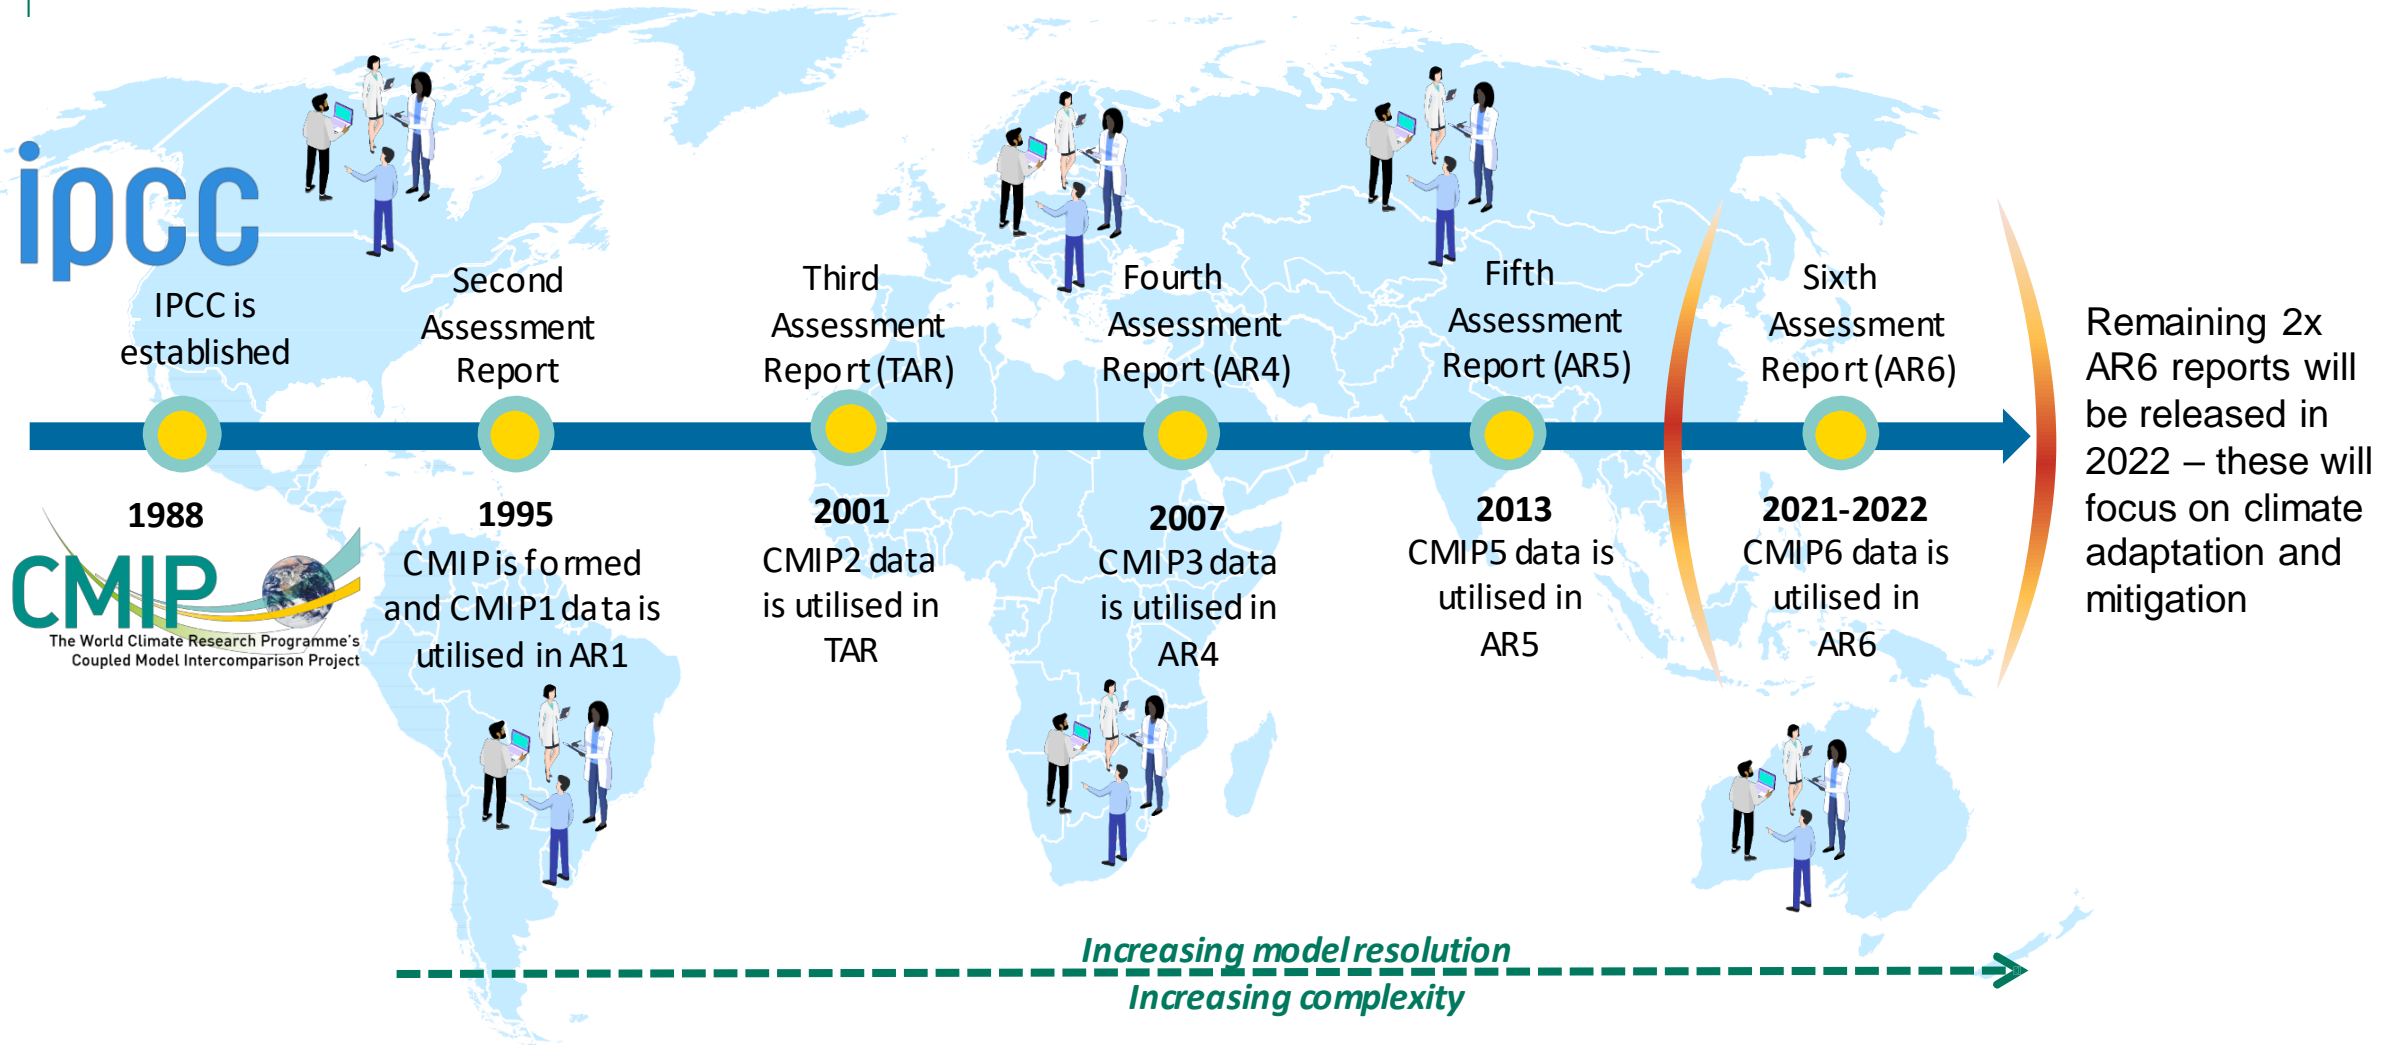 ipcc
IPCC is
established
Second
Assessment
Report
Third
Assessment
Report (TAR)
Fourth
Assessment
Report (AR4)
Fifth
Assessment
Report (AR5)
Sixth
Assessment
Report (AR6)
Remaining 2x
AR6 reports will
be released in
2022 – these will
focus on climate
adaptation and
mitigation
1988
CMIP
The World Climate Research Programme's
Coupled Model Intercomparison Project
1995
CMIP is formed
and CMIP1 data is
utilised in AR1
2001
CMIP2 data
is utilised in
TAR
2007
CMIP3 data
is utilised in
AR4
2013
CMIP5 data is
utilised in
AR5
2021-2022
CMIP6 data is
utilised in
AR6
Increasing model resolution
Increasing complexity